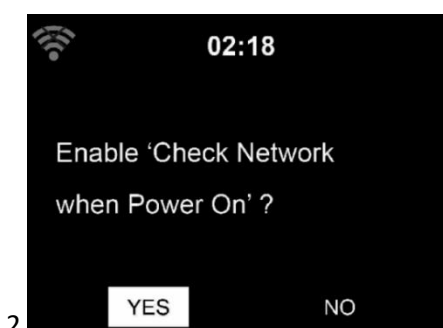 02:18
Enable ‘Check Network
when Power On’ ?
YES NO
2